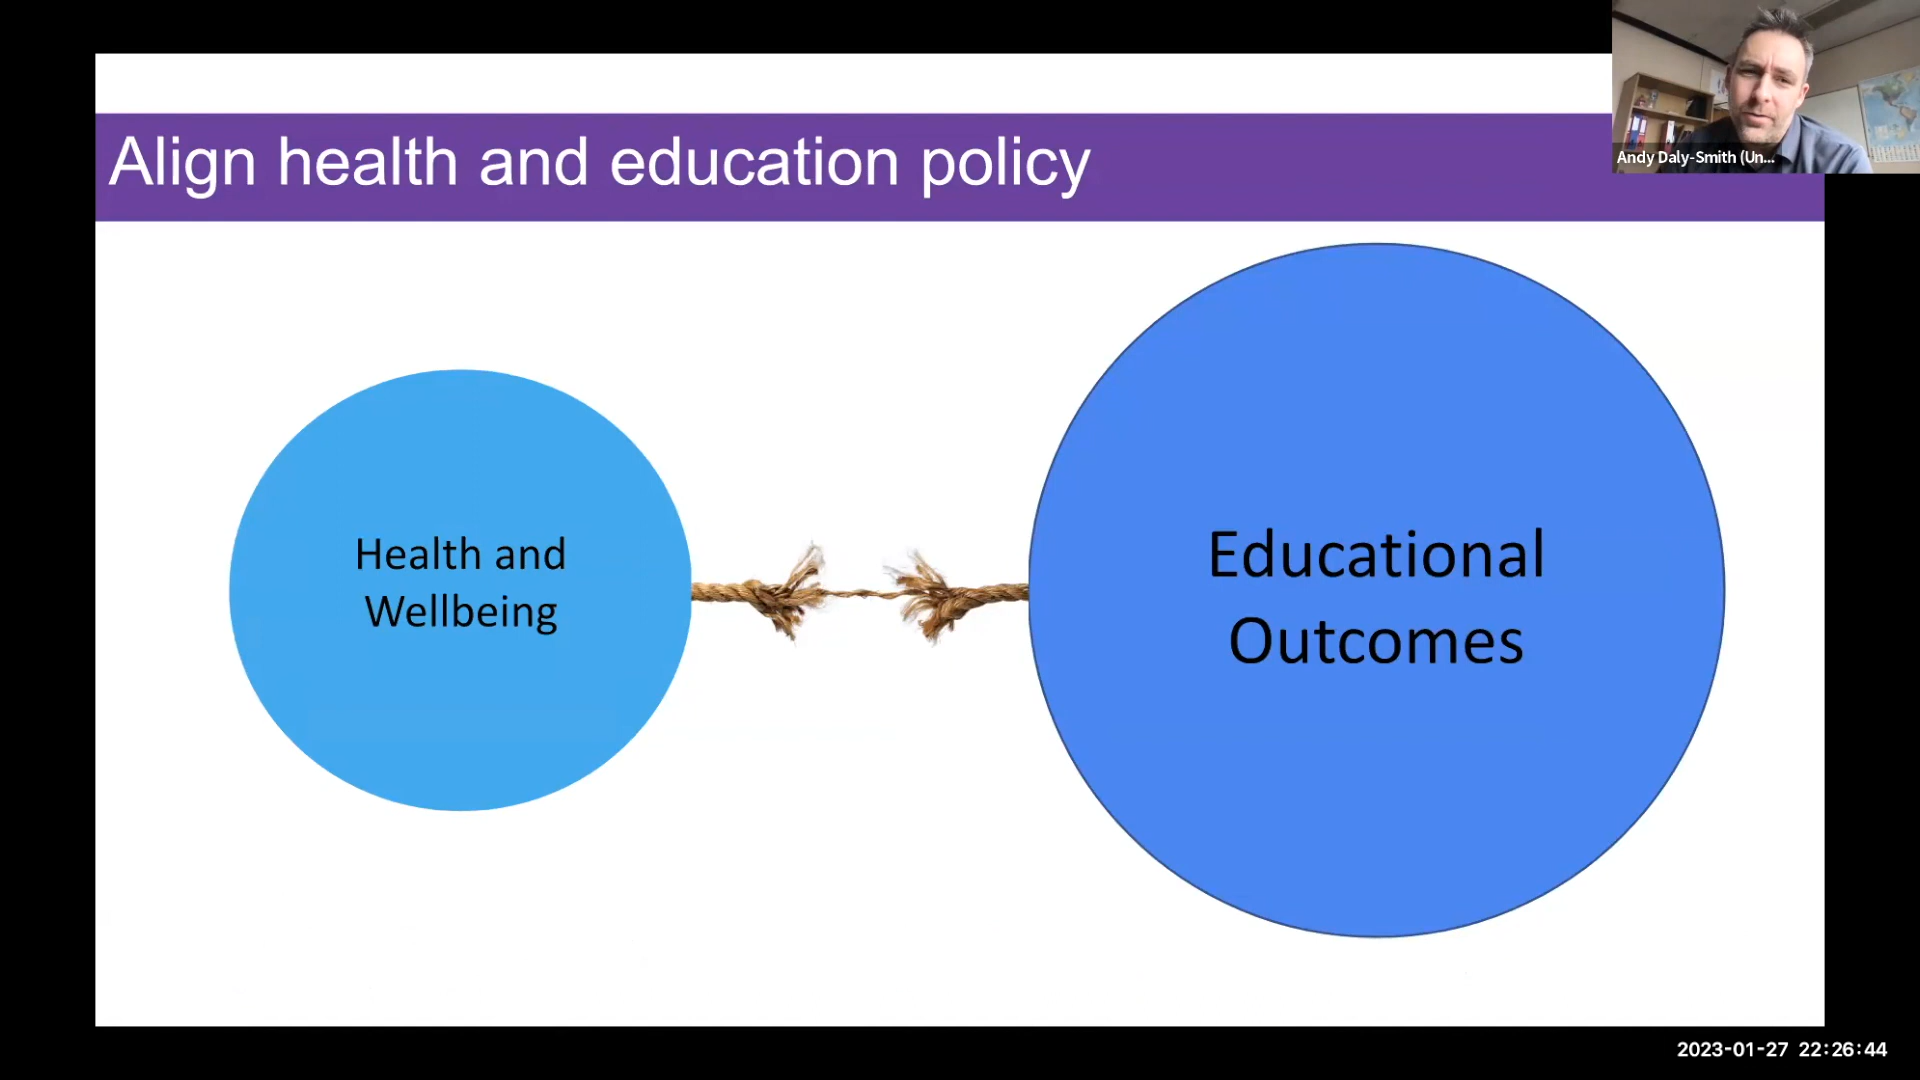 Align health and education policy
Andy Daly-Smith (Un...
Health and
Wellbeing
Educational
Outcomes
2023-01-27 22:26:44